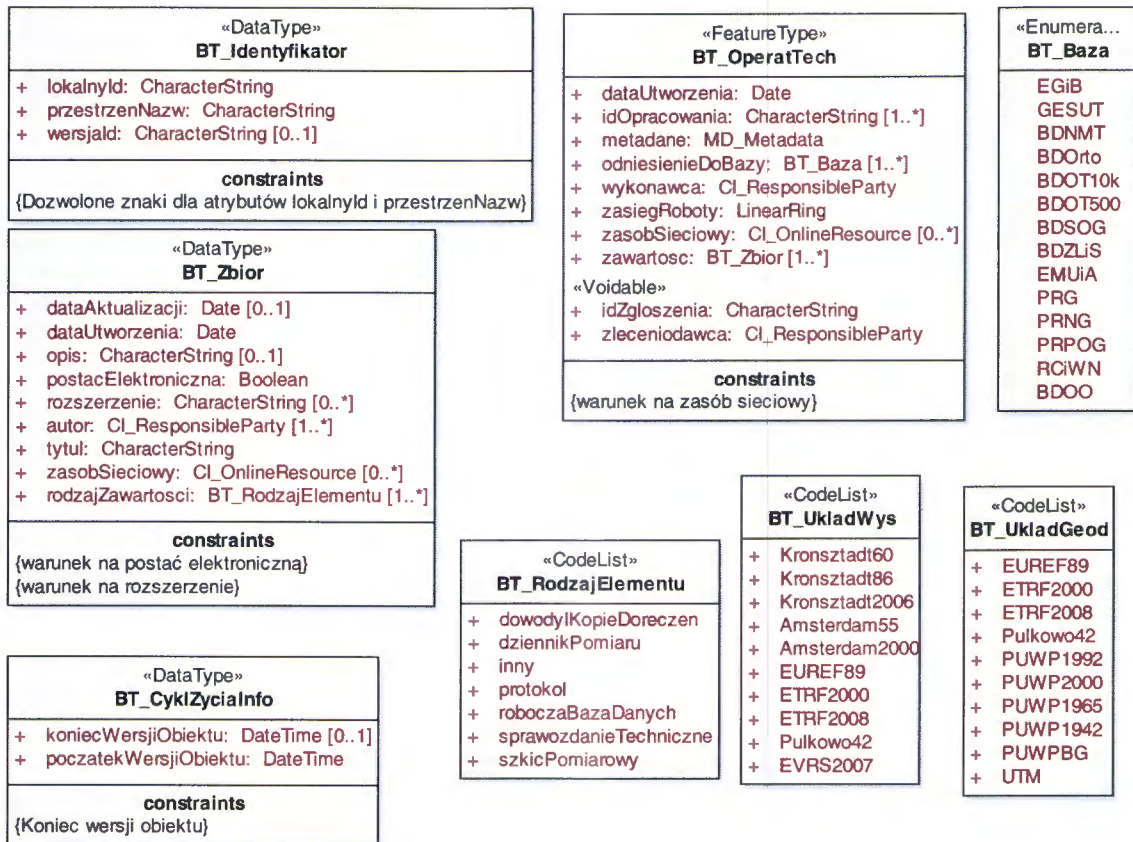 «DataType»
BT_Identyfikator
+ lokalnyId: CharacterString
+ przestrzenNazw: CharacterString
+ wersjaId: CharacterString [0..1]
constraints
{Dozwolone znaki dla atrybutów lokalnyId i przestrzenNazw}
«DataType»
BT_Zbior
+ dataAktualizacji: Date [0..1]
+ dataUtworzenia: Date
+ opis: CharacterString [0..1]
+ postacElektroniczna: Boolean
+ rozszerzenie: CharacterString [0..*]
+ autor: CI_ResponsibleParty [1..*]
+ tytul: CharacterString
+ zasobSieciowy: CI_OnlineResource [0..*]
+ rodzajZawartosci: BT_RodzajElementu [1..*]
constraints
{warunek na postać elektroniczną}
{warunek na rozszerzenie}
«DataType»
BT_CyklZyciaInfo
+ koniecWersjiObiektu: DateTime [0..1]
+ poczatekWersjiObiektu: DateTime
constraints
{Koniec wersji obiektu}
«FeatureType»
BT_OperatTech
+ dataUtworzenia: Date
+ idOpracowania: CharacterString [1..*]
+ metadane: MD_Metadata
+ odniesienieDoBazy: BT_Baza [1..*]
+ wykonawca: CI_ResponsibleParty
+ zasiegRoboty: LinearRing
+ zasobSieciowy: CI_OnlineResource [0..*]
+ zawartosc: BT_Zbior [1..*]
«Voidable»
+ idZgloszenia: CharacterString
+ zleceniodawca: CI_ResponsibleParty
constraints
{warunek na zasób sieciowy}
«Enumera...
BT_Baza
EGiB
GESUT
BDNMT
BDOrto
BDOT10k
BDOT500
BDSOG
BDZLiS
EMUiA
PRG
PRNG
PRPOG
RCiWN
BDOO
«CodeList»
BT_RodzajElementu
+ dowodyIKopieDoreczen
+ dziennikPomiaru
+ inny
+ protokol
+ roboczaBazaDanych
+ sprawozdanieTechniczne
+ szkicPomiarowy
«CodeList»
BT_UkladWys
+ Kronsztadt60
+ Kronsztadt86
+ Kronsztadt2006
+ Amsterdam55
+ Amsterdam2000
+ EUREF89
+ ETRF2000
+ ETRF2008
+ Pulkowo42
+ EVRS2007
«CodeList»
BT_UkladGeod
+ EUREF89
+ ETRF2000
+ ETRF2008
+ Pulkowo42
+ PUWP1992
+ PUWP2000
+ PUWP1965
+ PUWP1942
+ PUWPBG
+ UTM